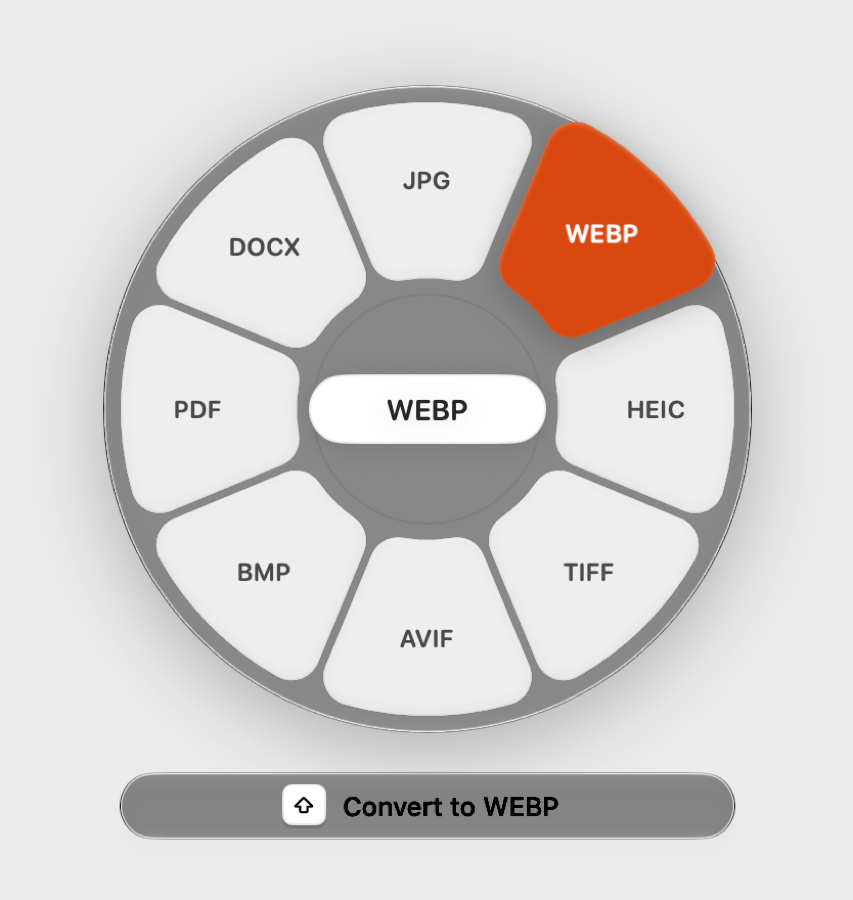 JPG
WEBP
DOCX
PDF
WEBP
HEIC
BMP
TIFF
AVIF
Convert to WEBP